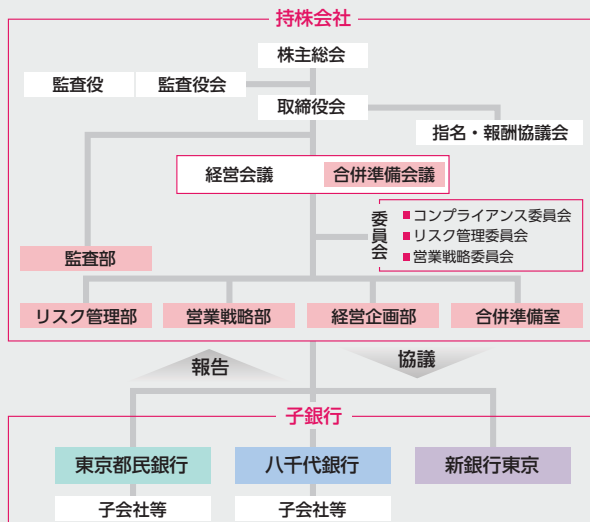 持株会社
株主総会
監査役
監査役会
取締役会
指名・報酬協議会
経営会議
合併準備会議
委員会
コンプライアンス委員会
リスク管理委員会
営業戦略委員会
監査部
リスク管理部
営業戦略部
経営企画部
合併準備室
報告
協議
子銀行
東京都民銀行
八千代銀行
新銀行東京
子会社等
子会社等